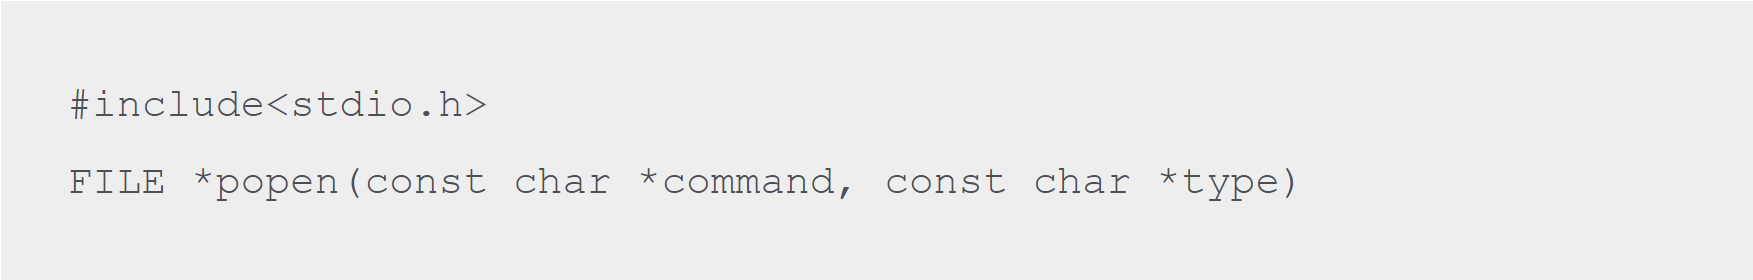 #include<stdio.h>
FILE *popen(const char *command, const char *type)